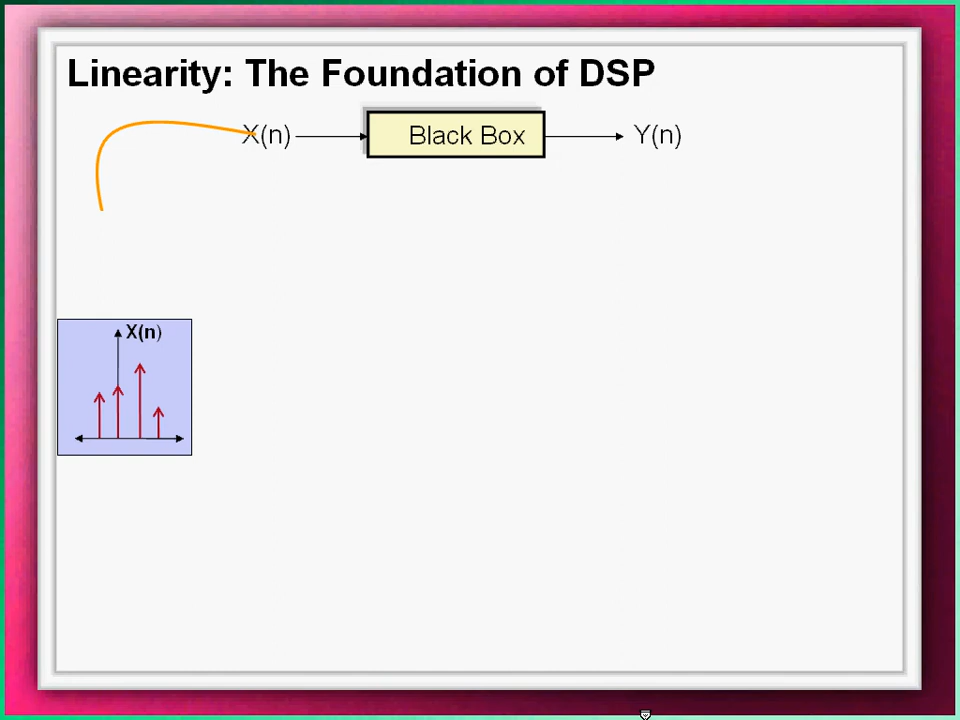 Linearity: The Foundation of DSP
X(n) Black Box Y(n)
X(n)